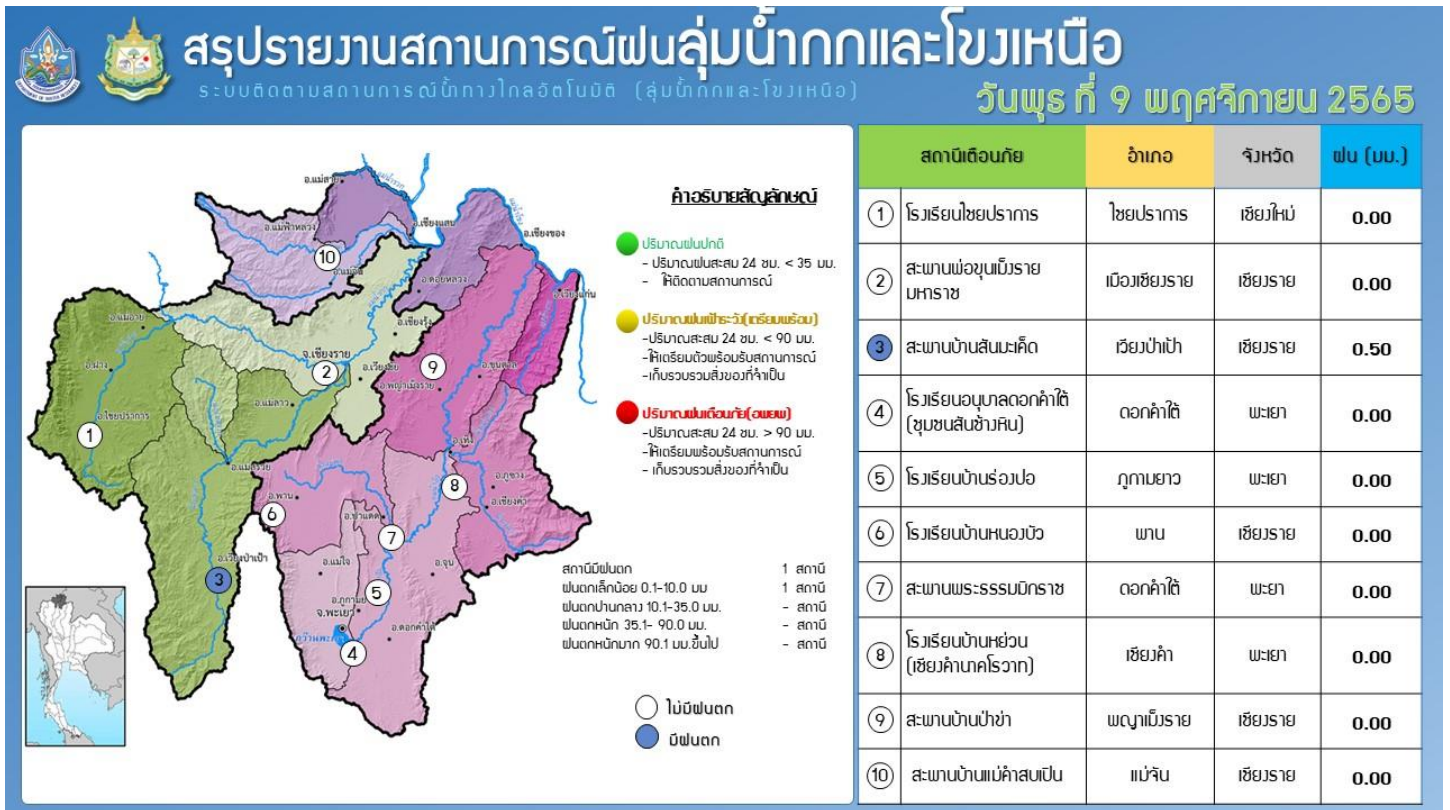 สรุปรายงานสถานการณ์ฝนลุ่มน้ำกกและโขงเหนือ
ระบบติดตามสถานการณ์น้ำทางไกลอัตโนมัติ (ลุ่มน้ำกกและโขงเหนือ)
วันพุธ ที่ 9 พฤศจิกายน 2565
อ.แม่สาย
อ.แม่ฟ้าหลวง
อ.เชียงแสน
อ.เชียงของ
10
อ.แม่จัน
อ.ดอยหลวง
อ.เวียงแก่น
อ.แม่อาย
อ.เชียงรุ้ง
จ.เชียงราย
อ.ฝาง
2
อ.เวียงชัย
9
อ.ขุนตาล
อ.พญาเม็งราย
อ.ไชยปราการ
อ.แม่ลาว
1
อ.เทิง
อ.แม่สรวย
8
อ.ภูซาง
อ.พาน
อ.เชียงคำ
6
อ.ป่าแดด
7
อ.เวียงป่าเป้า
อ.แม่ใจ
อ.จุน
3
5
อ.ภูกามยาว
จ.พะเยา
อ.ดอกคำใต้
กว๊านพะเยา
4
คำอธิบายสัญลักษณ์
ปริมาณฝนปกติ
- ปริมาณฝนสะสม 24 ชม. < 35 มม.
- ให้ติดตามสถานการณ์
ปริมาณฝนเฝ้าระวัง(เตรียมพร้อม)
-ปริมาณสะสม 24 ชม. < 90 มม.
-ให้เตรียมตัวพร้อมรับสถานการณ์
-เก็บรวบรวมสิ่งของที่จำเป็น
ปริมาณฝนเตือนภัย(อพยพ)
-ปริมาณสะสม 24 ชม. > 90 มม.
-ให้เตรียมพร้อมรับสถานการณ์
- เก็บรวบรวมสิ่งของที่จำเป็น
สถานีมีฝนตก 1 สถานี
ฝนตกเล็กน้อย 0.1-10.0 มม 1 สถานี
ฝนตกปานกลาง 10.1-35.0 มม. - สถานี
ฝนตกหนัก 35.1- 90.0 มม. - สถานี
ฝนตกหนักมาก 90.1 มม.ขึ้นไป - สถานี
ไม่มีฝนตก
มีฝนตก
สถานีเตือนภัย อำเภอ จังหวัด ฝน (มม.)
1 โรงเรียนไชยปราการ ไชยปราการ เชียงใหม่ 0.00
2 สะพานพ่อขุนเม็งราย เมืองเชียงราย เชียงราย 0.00
มหาราช
3 สะพานบ้านสันมะเค็ด เวียงป่าเป้า เชียงราย 0.50
4 โรงเรียนอนุบาลดอกคำใต้ ดอกคำใต้ พะเยา 0.00
(ชุมชนสันช้างหิน)
5 โรงเรียนบ้านร่องปอ ภูกามยาว พะเยา 0.00
6 โรงเรียนบ้านหนองบัว พาน เชียงราย 0.00
7 สะพานพระธรรมมิกราช ดอกคำใต้ พะเยา 0.00
8 โรงเรียนบ้านหย่วน เชียงคำ พะเยา 0.00
(เชียงคำนาคโรวาท)
9 สะพานบ้านป่าข่า พญาเม็งราย เชียงราย 0.00
10 สะพานบ้านแม่คำสบเปิน แม่จัน เชียงราย 0.00